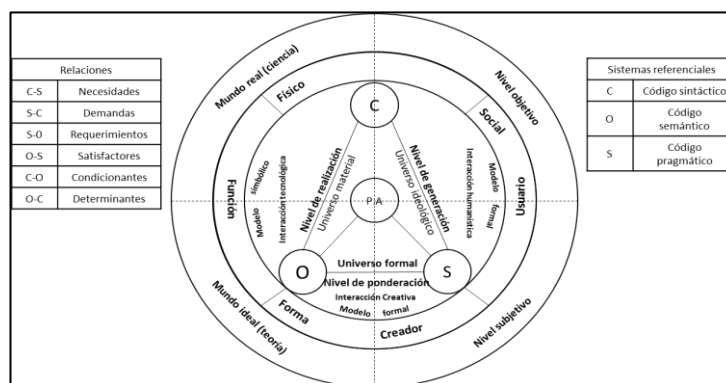 Relaciones
C-S Necesidades
S-C Demandas
S-0 Requerimientos
O-S Satisfactores
C-O Condicionantes
O-C Determinantes
Mundo real (ciencia)
Nivel objetivo
Físico
Social
C
Función
Modelo simbólico
Interacción tecnológica
Nivel de realización
Universo material
P A
Nivel de generación
Universo ideológico
Interacción humanística
Modelo formal
Usuario
O
S
Universo formal
Nivel de ponderación
Interacción Creativa
Modelo formal
Forma
Creador
Mundo ideal (teoría)
Nivel subjetivo
Sistemas referenciales
C Código sintáctico
O Código
semántico
S Código
pragmático